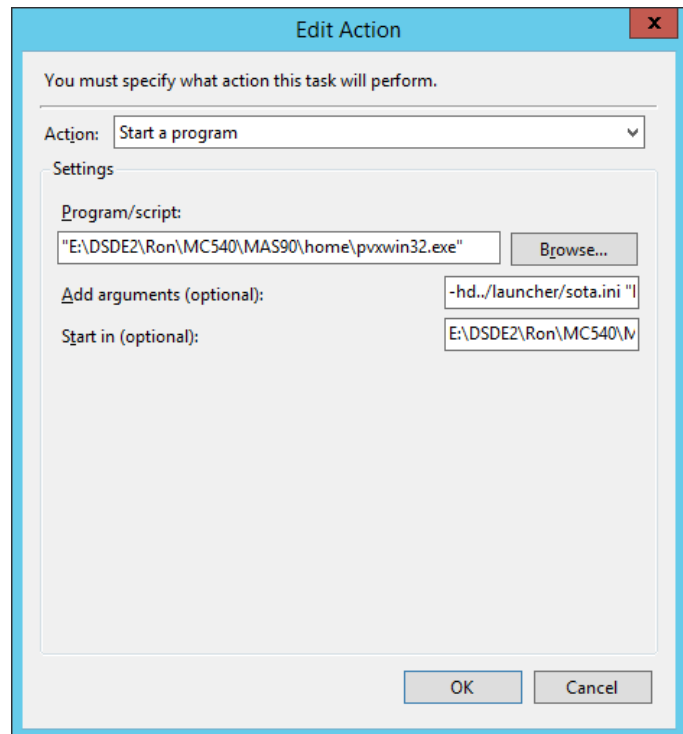 Edit Action
x
You must specify what action this task will perform.
Action: Start a program
Settings
Program/script:
"E:\DSDE2\Ron\MC540\MAS90\home\pvxwin32.exe" Browse...
Add arguments (optional): -hd../launcher/sota.ini "
Start in (optional): E:\DSDE2\Ron\MC540\M
OK Cancel